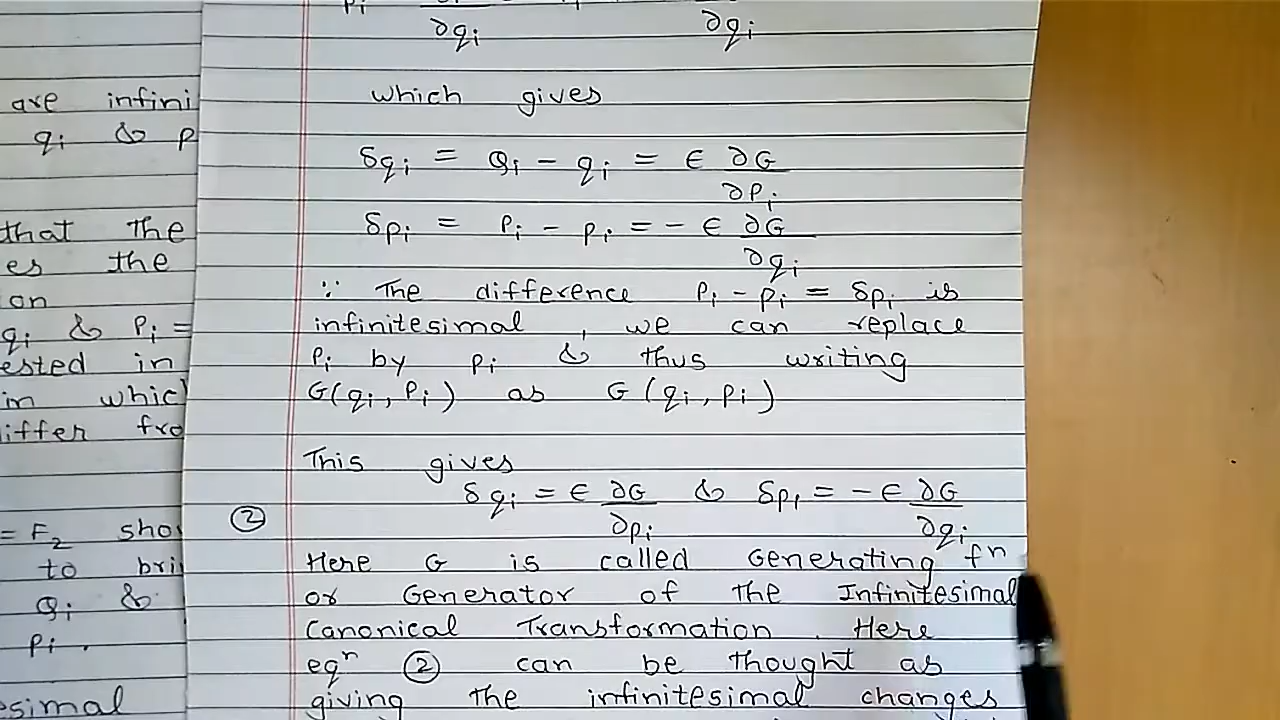 are infini
qi & p
that the
es the
on
qi & Pi =
ested in
in which
differ fro
= F2 sho
to bri
Qi &
Pi .
esimal
∂qi ∂qi
which gives
δqi = Qi - qi = ϵ ∂G/∂Pi
δpi = Pi - pi = - ϵ ∂G/∂qi
∵ The difference Pi - pi = δpi is
infinitesimal , we can replace
Pi by pi & thus writing
G(qi, Pi) as G (qi, pi)
This gives
② δqi = ϵ ∂G/∂pi & δpi = - ϵ ∂G/∂qi
Here G is called Generating fn
or Generator of the Infinitesimal
Canonical Transformation . Here
eqn ② can be thought as
giving the infinitesimal changes